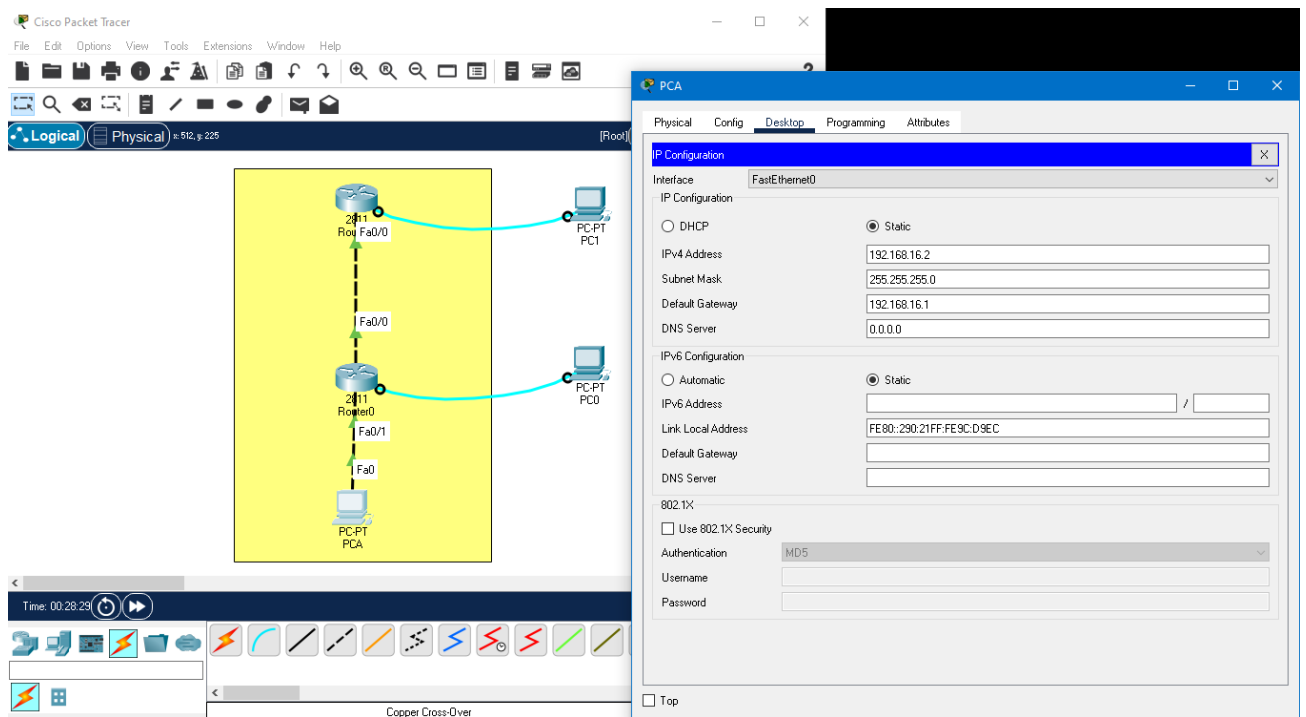 Cisco Packet Tracer
File Edit Options View Tools Extensions Window Help
?
Logical Physical x: 512, y: 225 [Root]
2811
Rou Fa0/0
PC-PT
PC1
Fa0/0
2811
Router0
PC-PT
PC0
Fa0/1
Fa0
PC-PT
PCA
Time: 00:28:29
Copper Cross-Over
PCA
Physical Config Desktop Programming Attributes
IP Configuration X
Interface FastEthernet0
IP Configuration
DHCP Static
IPv4 Address 192.168.16.2
Subnet Mask 255.255.255.0
Default Gateway 192.168.16.1
DNS Server 0.0.0.0
IPv6 Configuration
Automatic Static
IPv6 Address /
Link Local Address FE80::290:21FF:FE9C:D9EC
Default Gateway
DNS Server
802.1X
Use 802.1X Security
Authentication MD5
Username
Password
Top